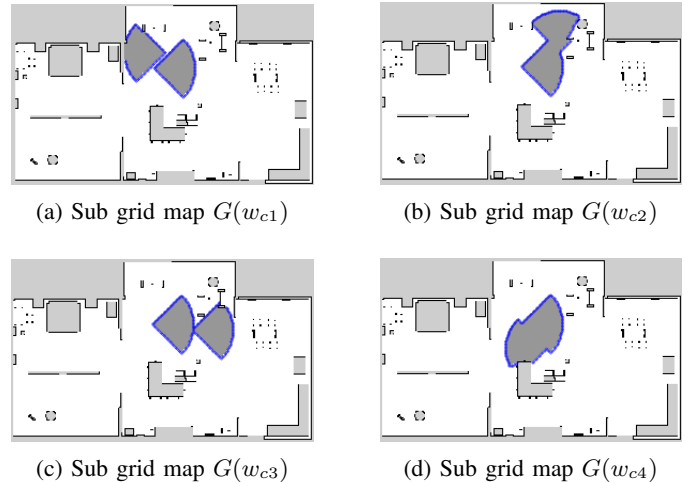 (a) Sub grid map G(w_{c1})
(b) Sub grid map G(w_{c2})
(c) Sub grid map G(w_{c3})
(d) Sub grid map G(w_{c4})